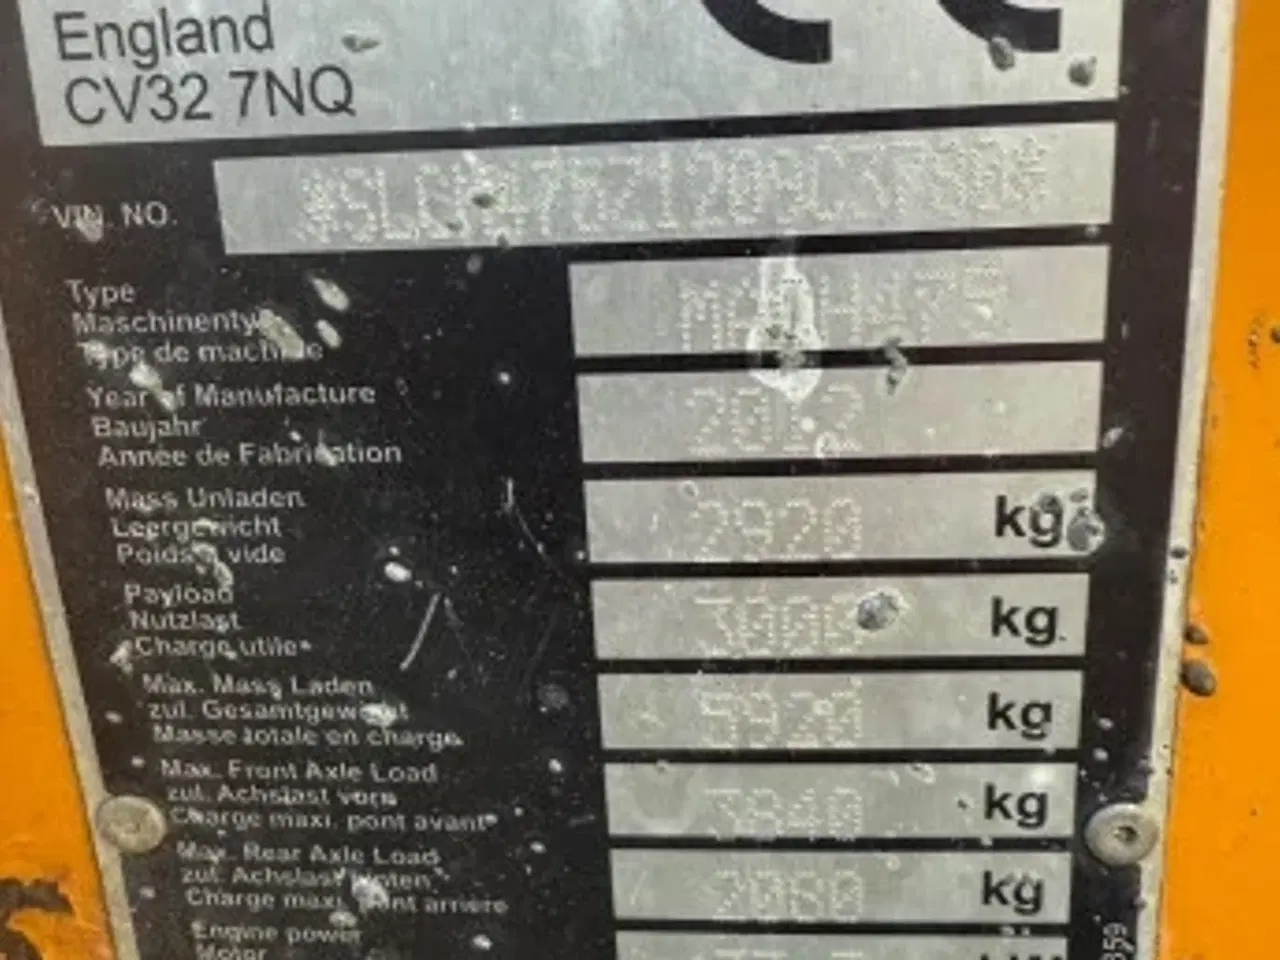 England
CV32 7NQ
CE
VIN. NO.
Type
Maschinentyp
Type de machine
Year of Manufacture
2012
Baujahr
Année de Fabrication
Mass Unladen
2920 kg
Leergewicht
Poids à vide
Payload
3000 kg
Nutzlast
Charge utile
Max. Mass Laden
kg
zul. Gesamtgewicht
Masse totale en charge
Max. Front Axle Load
kg
zul. Achslast vorn
Charge maxi. pont avant
Max. Rear Axle Load
kg
zul. Achslast hinten
Charge maxi. pont arrière
Engine power
kW
Motor
859